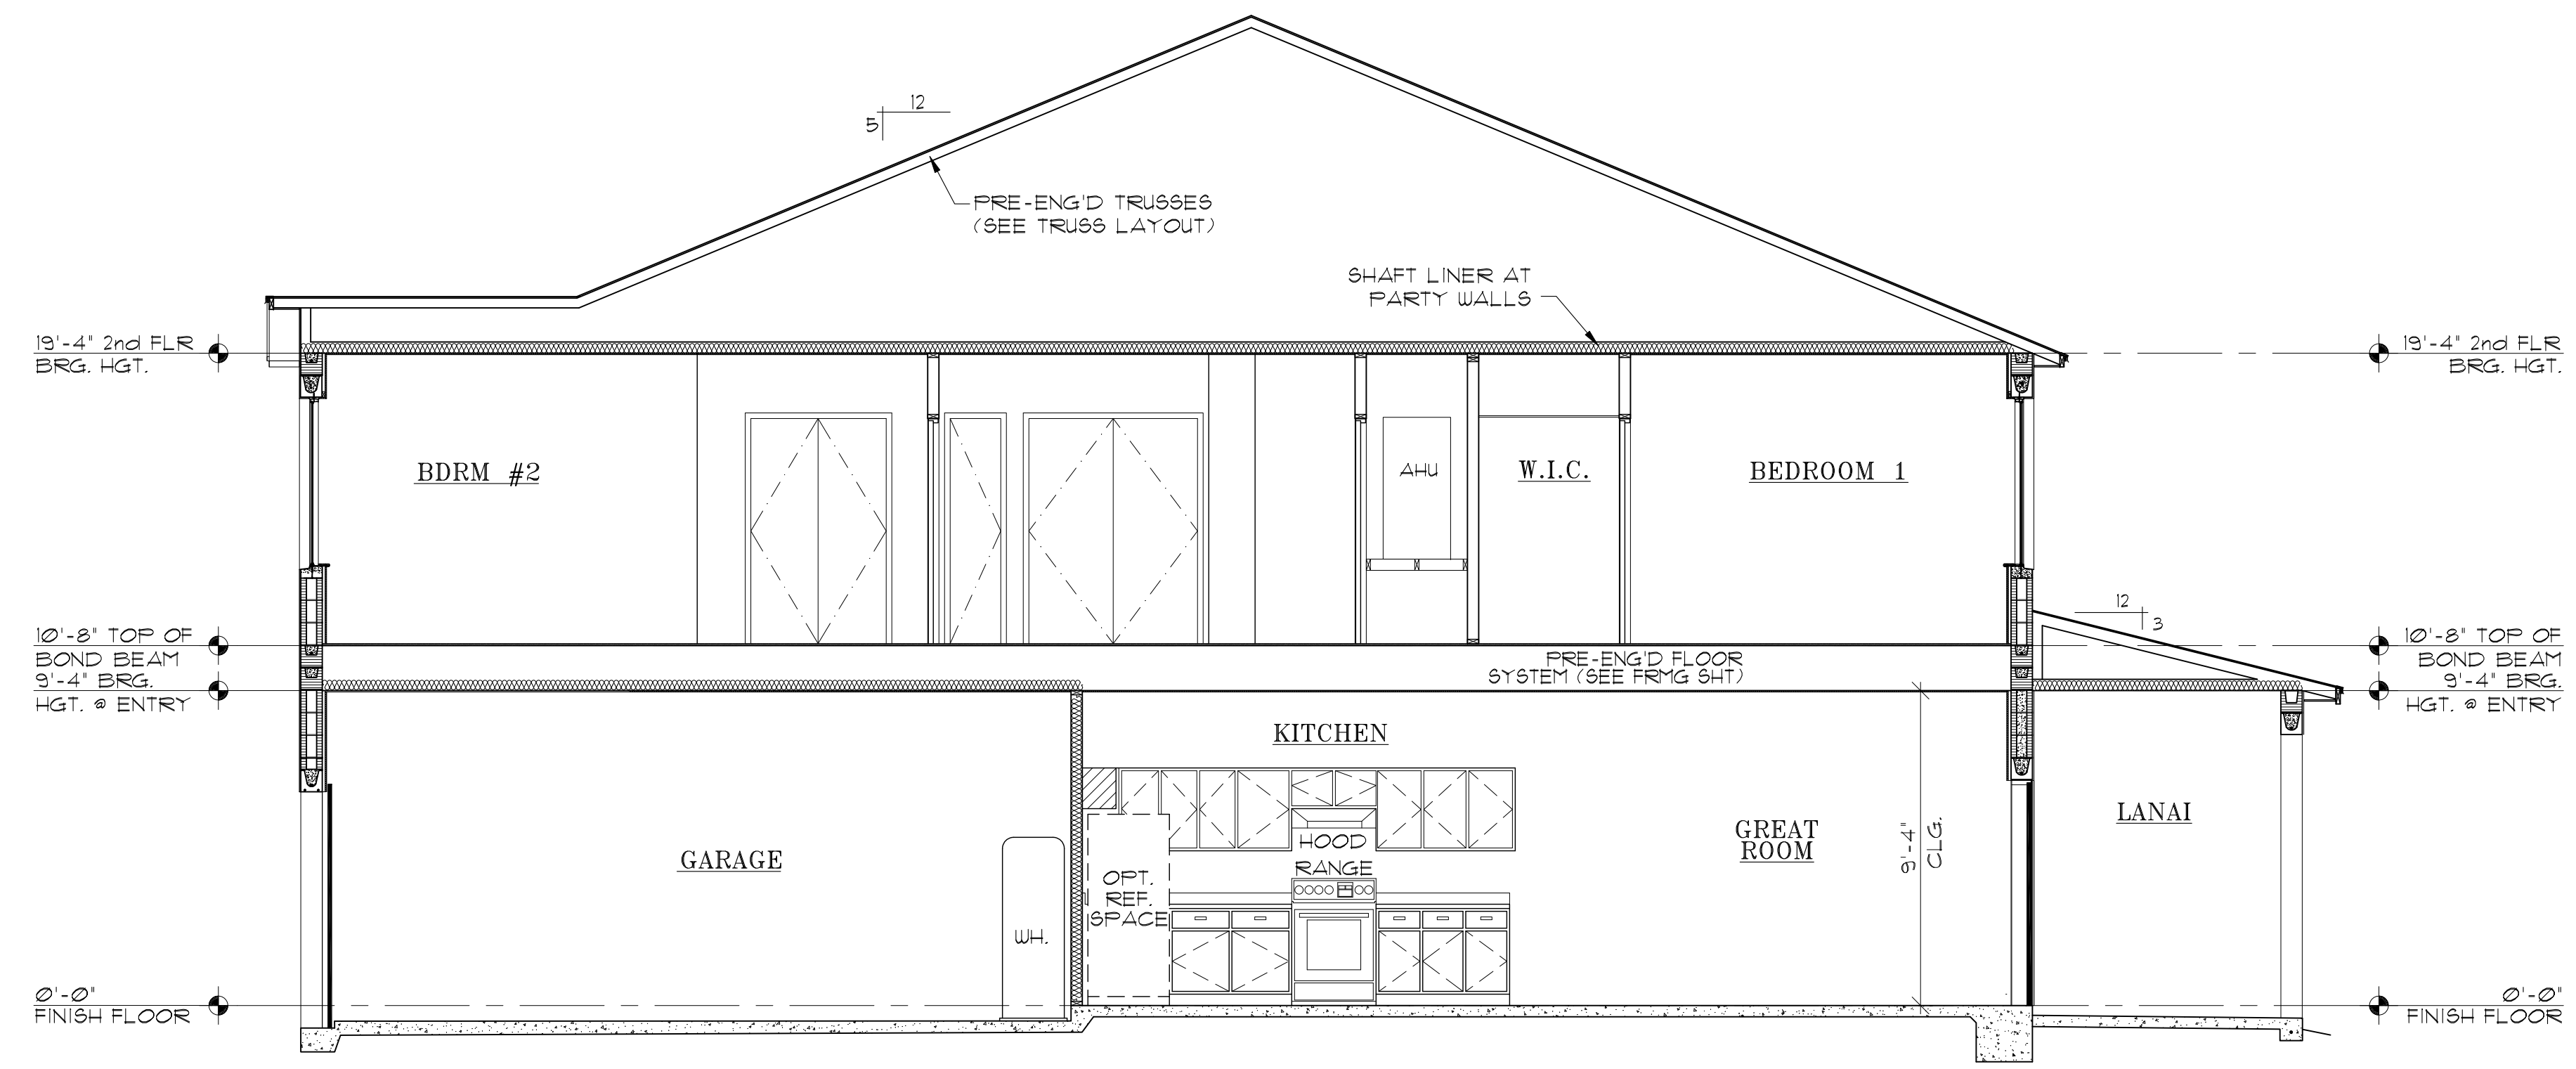 12
5
PRE-ENG'D TRUSSES
(SEE TRUSS LAYOUT)
SHAFT LINER AT
PARTY WALLS
19'-4" 2nd FLR
BRG. HGT.
19'-4" 2nd FLR
BRG. HGT.
BDRM #2
AHU
W.I.C.
BEDROOM 1
12
3
10'-8" TOP OF
BOND BEAM
9'-4" BRG.
HGT. @ ENTRY
PRE-ENG'D FLOOR
SYSTEM (SEE FRMG SHT)
10'-8" TOP OF
BOND BEAM
9'-4" BRG.
HGT. @ ENTRY
KITCHEN
GARAGE
HOOD
RANGE
OPT.
REF.
SPACE
WH.
GREAT
ROOM
9'-4"
CLG.
LANAI
0'-0"
FINISH FLOOR
0'-0"
FINISH FLOOR